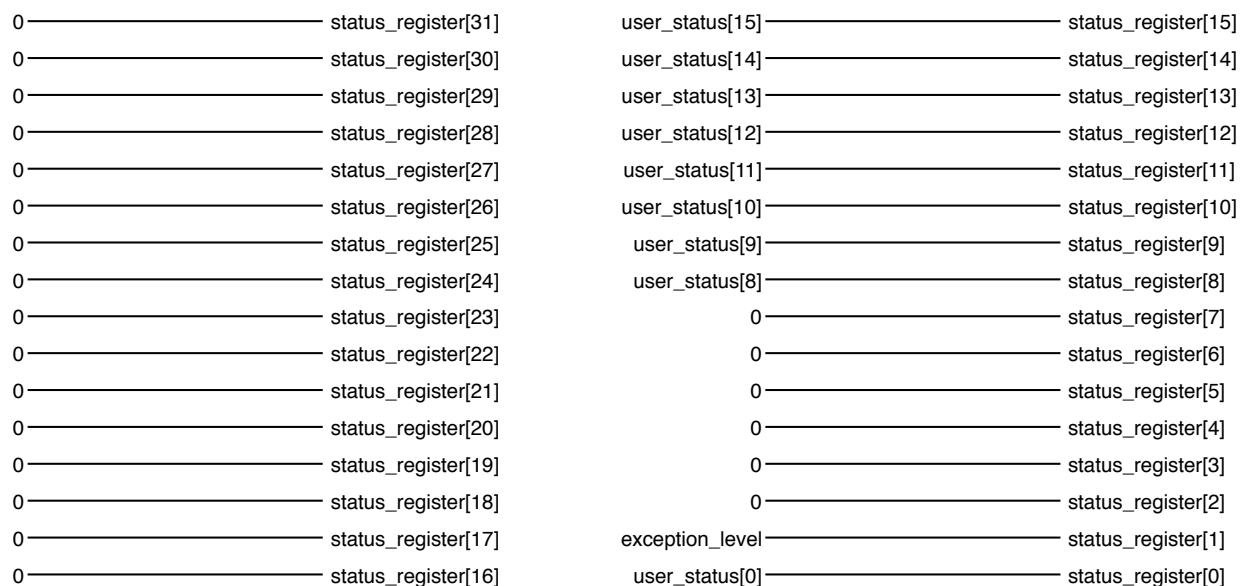 0 status_register[31] user_status[15] status_register[15]
0 status_register[30] user_status[14] status_register[14]
0 status_register[29] user_status[13] status_register[13]
0 status_register[28] user_status[12] status_register[12]
0 status_register[27] user_status[11] status_register[11]
0 status_register[26] user_status[10] status_register[10]
0 status_register[25] user_status[9] status_register[9]
0 status_register[24] user_status[8] status_register[8]
0 status_register[23] 0 status_register[7]
0 status_register[22] 0 status_register[6]
0 status_register[21] 0 status_register[5]
0 status_register[20] 0 status_register[4]
0 status_register[19] 0 status_register[3]
0 status_register[18] 0 status_register[2]
0 status_register[17] exception_level status_register[1]
0 status_register[16] user_status[0] status_register[0]